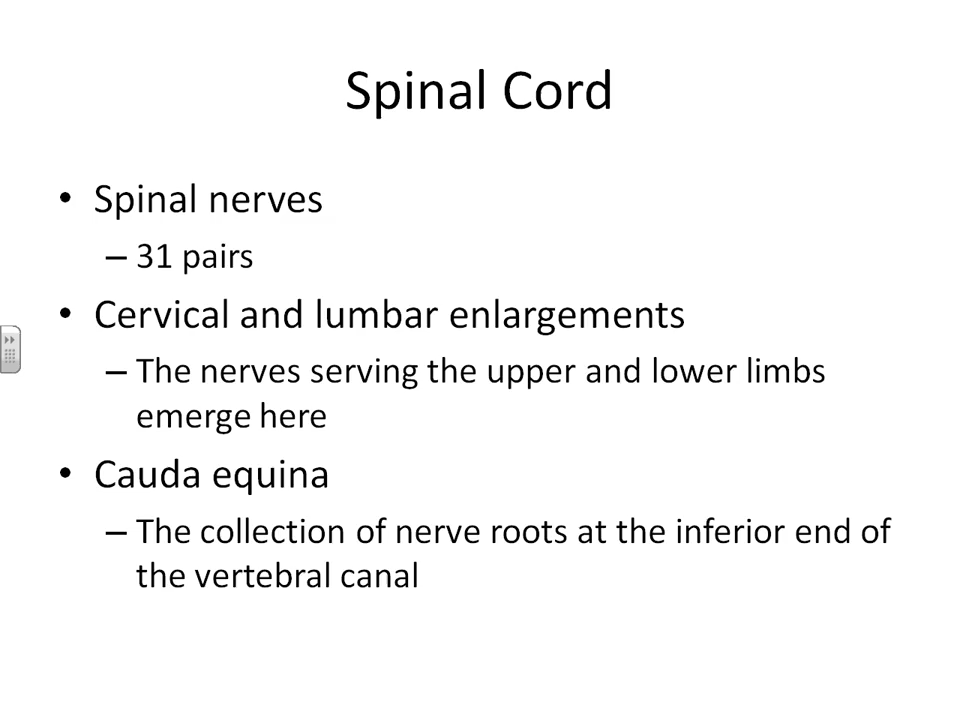 Spinal Cord
• Spinal nerves
– 31 pairs
• Cervical and lumbar enlargements
– The nerves serving the upper and lower limbs
emerge here
• Cauda equina
– The collection of nerve roots at the inferior end of
the vertebral canal